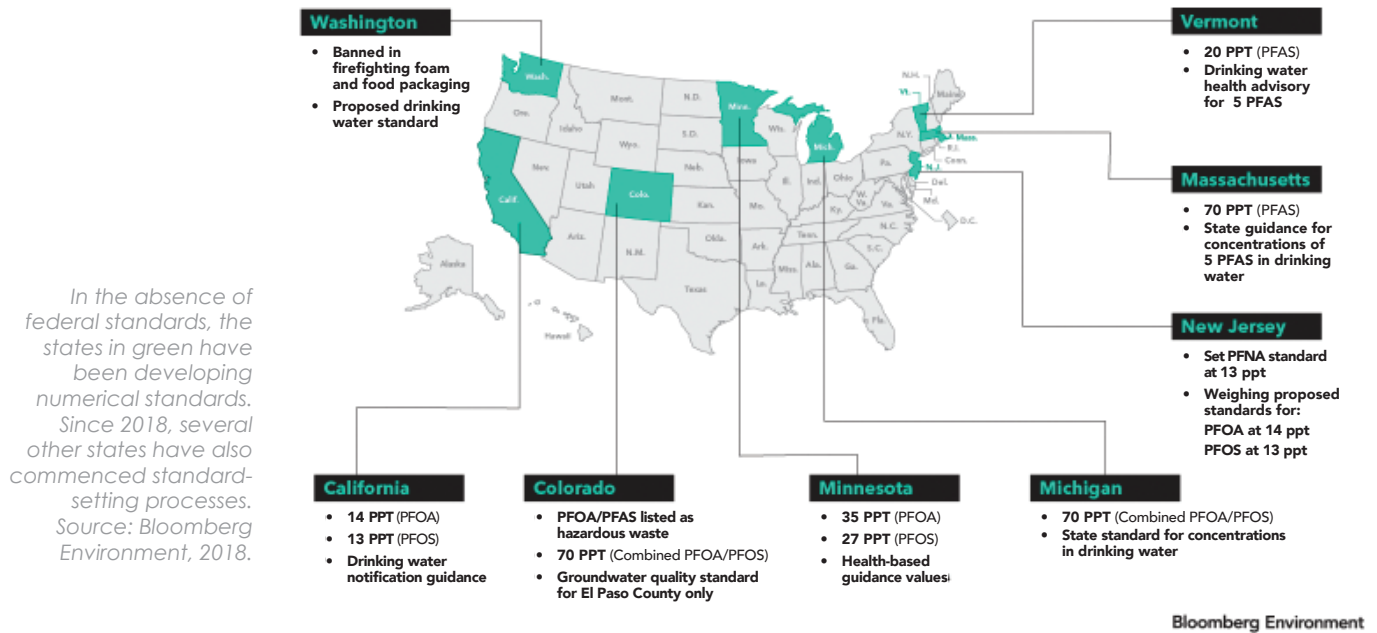 Washington
• Banned in
firefighting foam
and food packaging
• Proposed drinking
water standard
Vermont
• 20 PPT (PFAS)
• Drinking water
health advisory
for 5 PFAS
Massachusetts
• 70 PPT (PFAS)
• State guidance for
concentrations of
5 PFAS in drinking
water
New Jersey
• Set PFNA standard
at 13 ppt
• Weighing proposed
standards for:
PFOA at 14 ppt
PFOS at 13 ppt
Wash.
Ore.
Calif.
Nev.
Idaho
Mont.
Wyo.
Utah
Colo.
Ariz.
N.M.
N.D.
S.D.
Neb.
Kan.
Okla.
Texas
Minn.
Iowa
Mo.
Ark.
La.
Wis.
Ill.
Mich.
Ind.
Ohio
Ky.
Tenn.
Miss.
Ala.
Ga.
Fla.
S.C.
N.C.
Va.
W.
Va.
Pa.
N.Y.
Vt.
N.H.
Maine
Mass.
R.I.
Conn.
N.J.
Del.
Md.
D.C.
Alaska
Hawaii
In the absence of
federal standards, the
states in green have
been developing
numerical standards.
Since 2018, several
other states have also
commenced standard-
setting processes.
Source: Bloomberg
Environment, 2018.
California
• 14 PPT (PFOA)
• 13 PPT (PFOS)
• Drinking water
notification guidance
Colorado
• PFOA/PFAS listed as
hazardous waste
• 70 PPT (Combined PFOA/PFOS)
• Groundwater quality standard
for El Paso County only
Minnesota
• 35 PPT (PFOA)
• 27 PPT (PFOS)
• Health-based
guidance values
Michigan
• 70 PPT (Combined PFOA/PFOS)
• State standard for concentrations
in drinking water
Bloomberg Environment